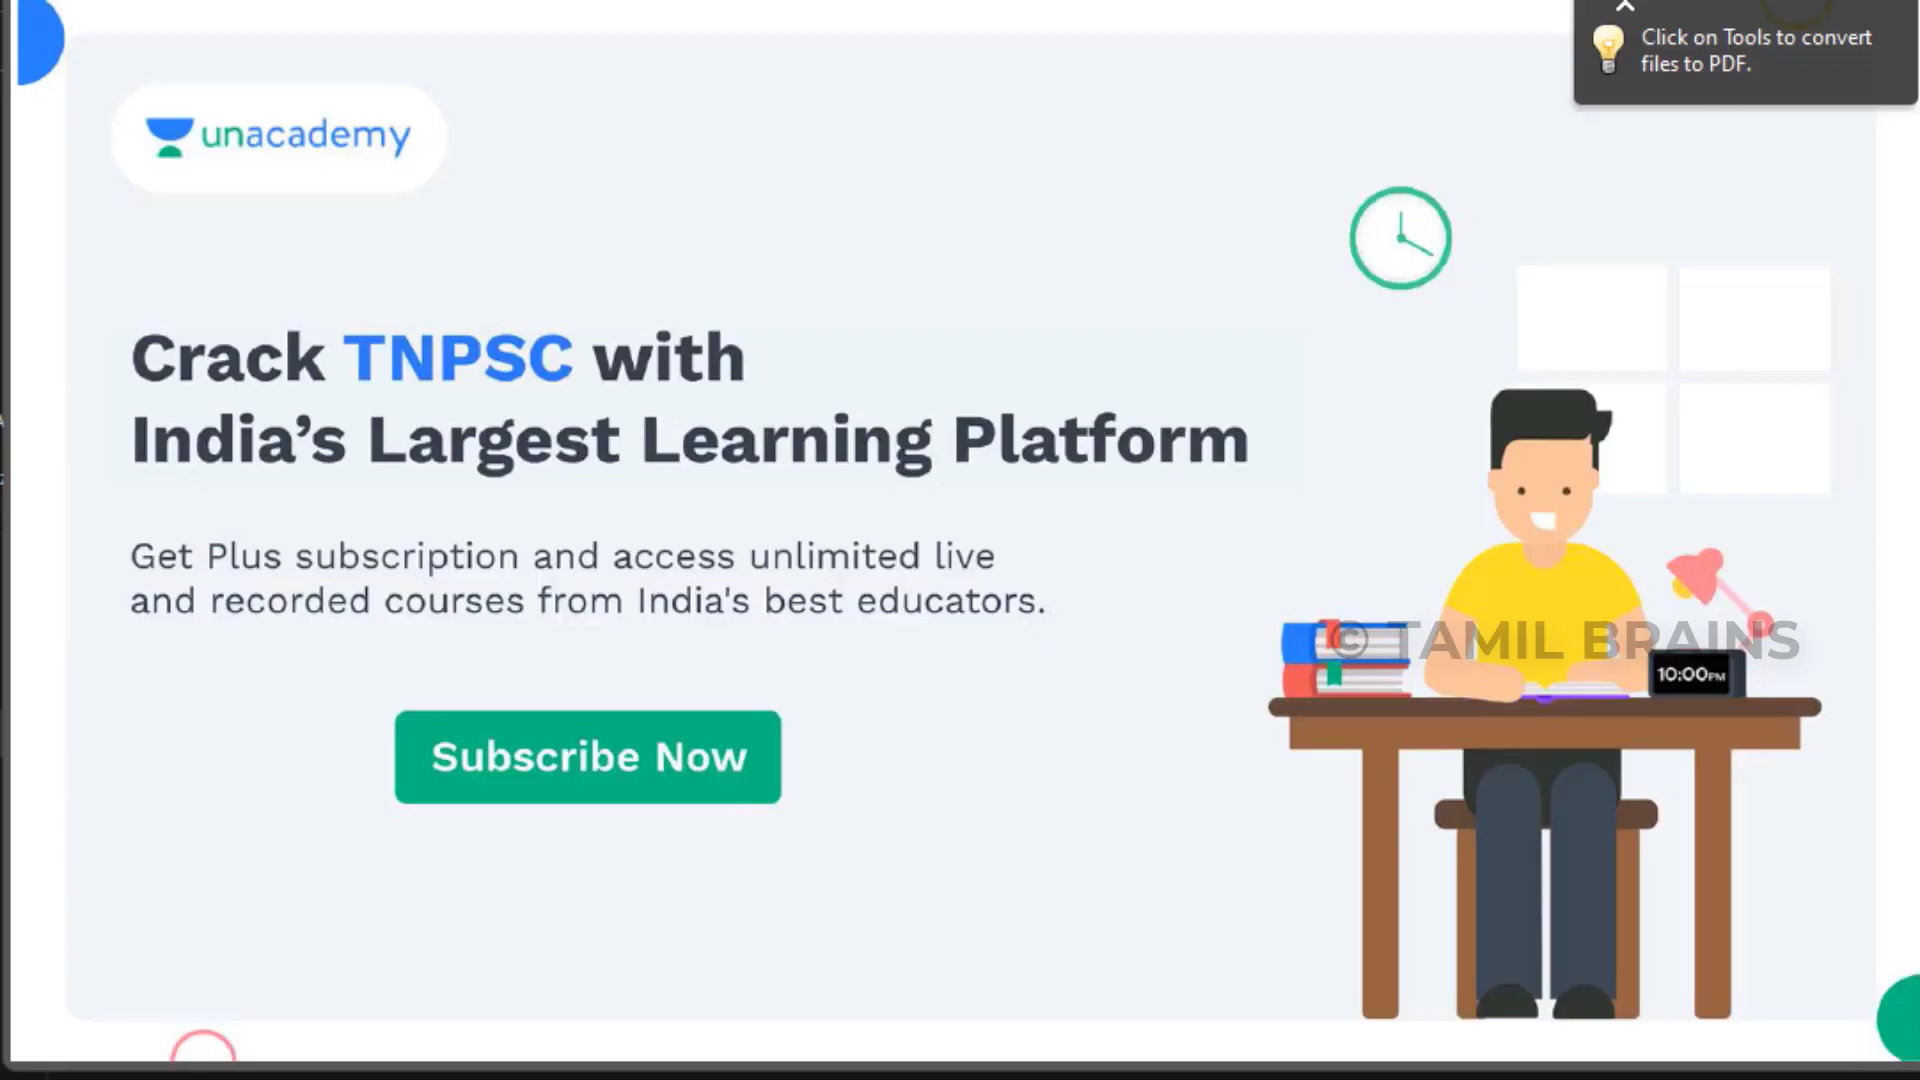 Click on Tools to convert
files to PDF.
unacademy
Crack TNPSC with
India’s Largest Learning Platform
Get Plus subscription and access unlimited live
and recorded courses from India's best educators.
© TAMIL BRAINS
10:00PM
Subscribe Now